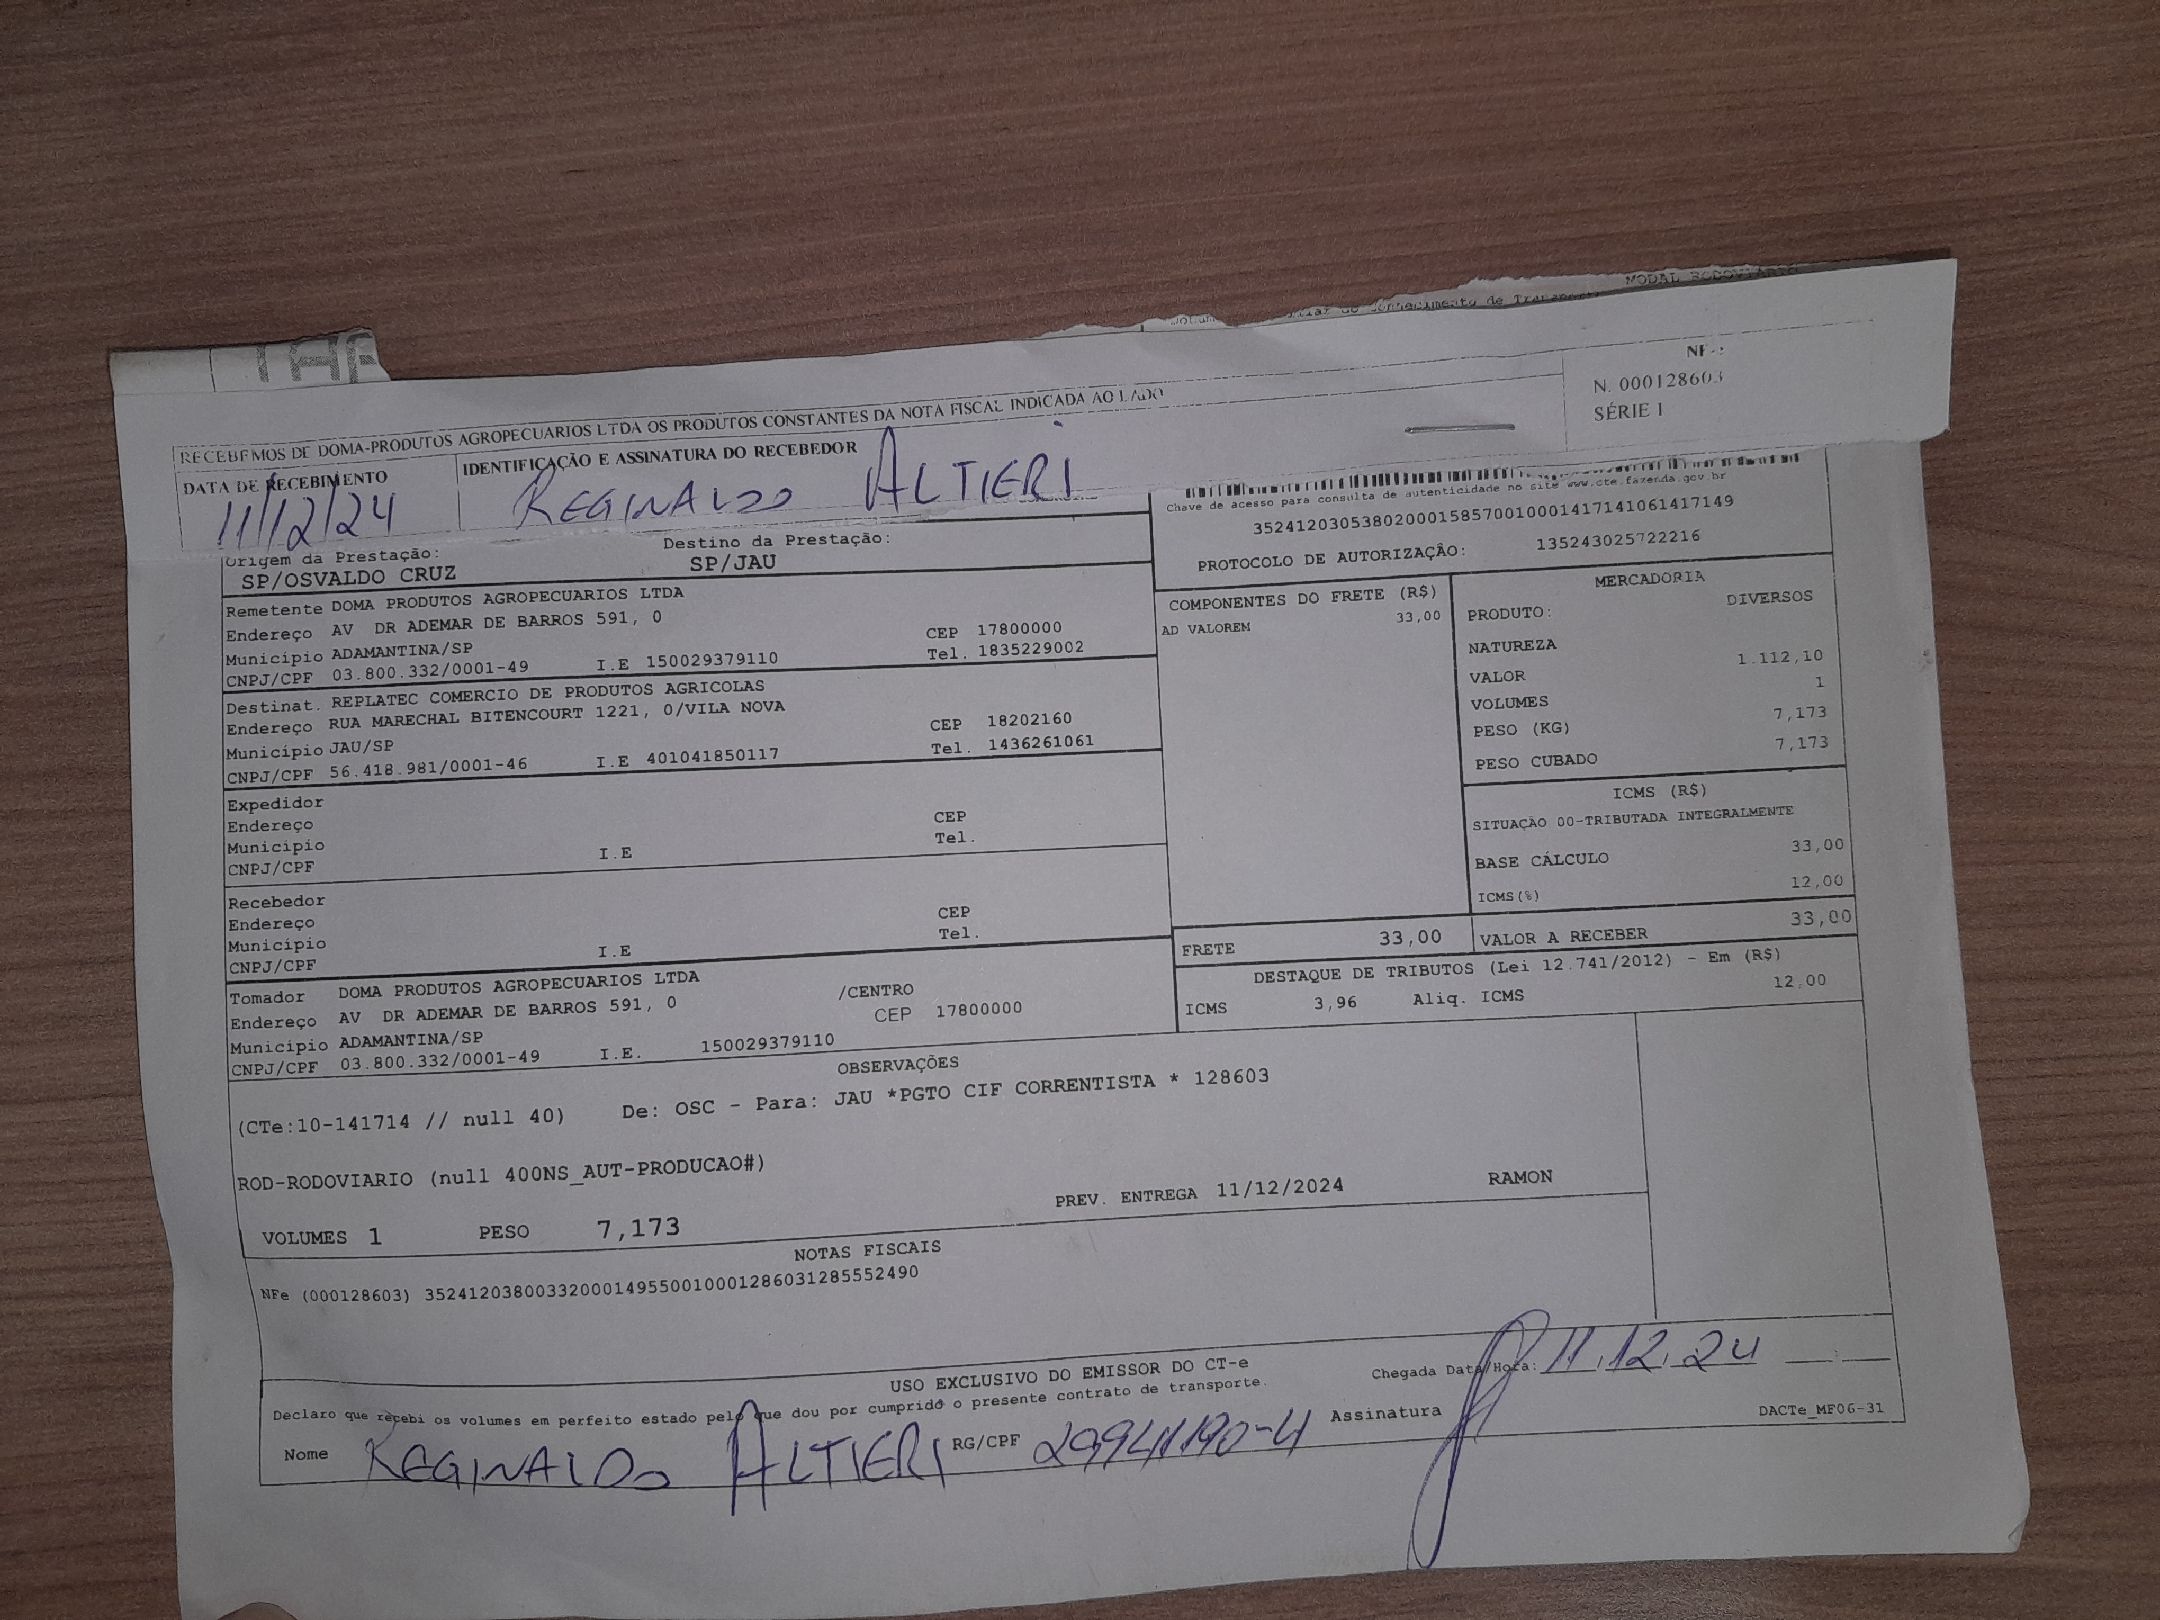 MODAL RODOVIÁRIO
de Transporte
RECEBEMOS DE DOMA-PRODUTOS AGROPECUARIOS LTDA OS PRODUTOS CONSTANTES DA NOTA FISCAL INDICADA AO LADO
NF-e
N. 000128603
SÉRIE 1
DATA DE RECEBIMENTO
11/12/24
IDENTIFICAÇÃO E ASSINATURA DO RECEBEDOR
REGINALDO ALTIERI
Chave de acesso para consulta de autenticidade no site www.cte.fazenda.gov.br
35241203053802000158570010001417141061417149
PROTOCOLO DE AUTORIZAÇÃO: 135243025722216
Origem da Prestação: Destino da Prestação:
SP/OSVALDO CRUZ SP/JAU
Remetente DOMA PRODUTOS AGROPECUARIOS LTDA
Endereço AV DR ADEMAR DE BARROS 591, 0 CEP 17800000
Município ADAMANTINA/SP Tel. 1835229002
CNPJ/CPF 03.800.332/0001-49 I.E 150029379110
Destinat. REPLATEC COMERCIO DE PRODUTOS AGRICOLAS
Endereço RUA MARECHAL BITENCOURT 1221, 0/VILA NOVA CEP 18202160
Município JAU/SP Tel. 1436261061
CNPJ/CPF 56.418.981/0001-46 I.E 401041850117
Expedidor
Endereço CEP
Município Tel.
CNPJ/CPF I.E
Recebedor
Endereço CEP
Município Tel.
CNPJ/CPF I.E
Tomador DOMA PRODUTOS AGROPECUARIOS LTDA /CENTRO
Endereço AV DR ADEMAR DE BARROS 591, 0 CEP 17800000
Município ADAMANTINA/SP
CNPJ/CPF 03.800.332/0001-49 I.E. 150029379110
COMPONENTES DO FRETE (R$)
AD VALOREM 33,00
MERCADORIA
PRODUTO: DIVERSOS
NATUREZA
VALOR 1.112,10
VOLUMES 1
PESO (KG) 7,173
PESO CUBADO 7,173
ICMS (R$)
SITUAÇÃO 00-TRIBUTADA INTEGRALMENTE
BASE CÁLCULO 33,00
ICMS(%) 12,00
FRETE 33,00 VALOR A RECEBER 33,00
DESTAQUE DE TRIBUTOS (Lei 12.741/2012) - Em (R$)
ICMS 3,96 Aliq. ICMS 12,00
OBSERVAÇÕES
(CTe:10-141714 // null 40) De: OSC - Para: JAU *PGTO CIF CORRENTISTA * 128603
ROD-RODOVIARIO (null 400NS_AUT-PRODUCAO#)
PREV. ENTREGA 11/12/2024 RAMON
VOLUMES 1 PESO 7,173
NOTAS FISCAIS
NFe (000128603) 35241203800332000149550010001286031285552490
USO EXCLUSIVO DO EMISSOR DO CT-e
Declaro que recebi os volumes em perfeito estado pelo que dou por cumprido o presente contrato de transporte.
Chegada Data/Hora: 11.12.24 __:__
Nome REGINALDO ALTIERI RG/CPF Assinatura
DACTe_MF06-31